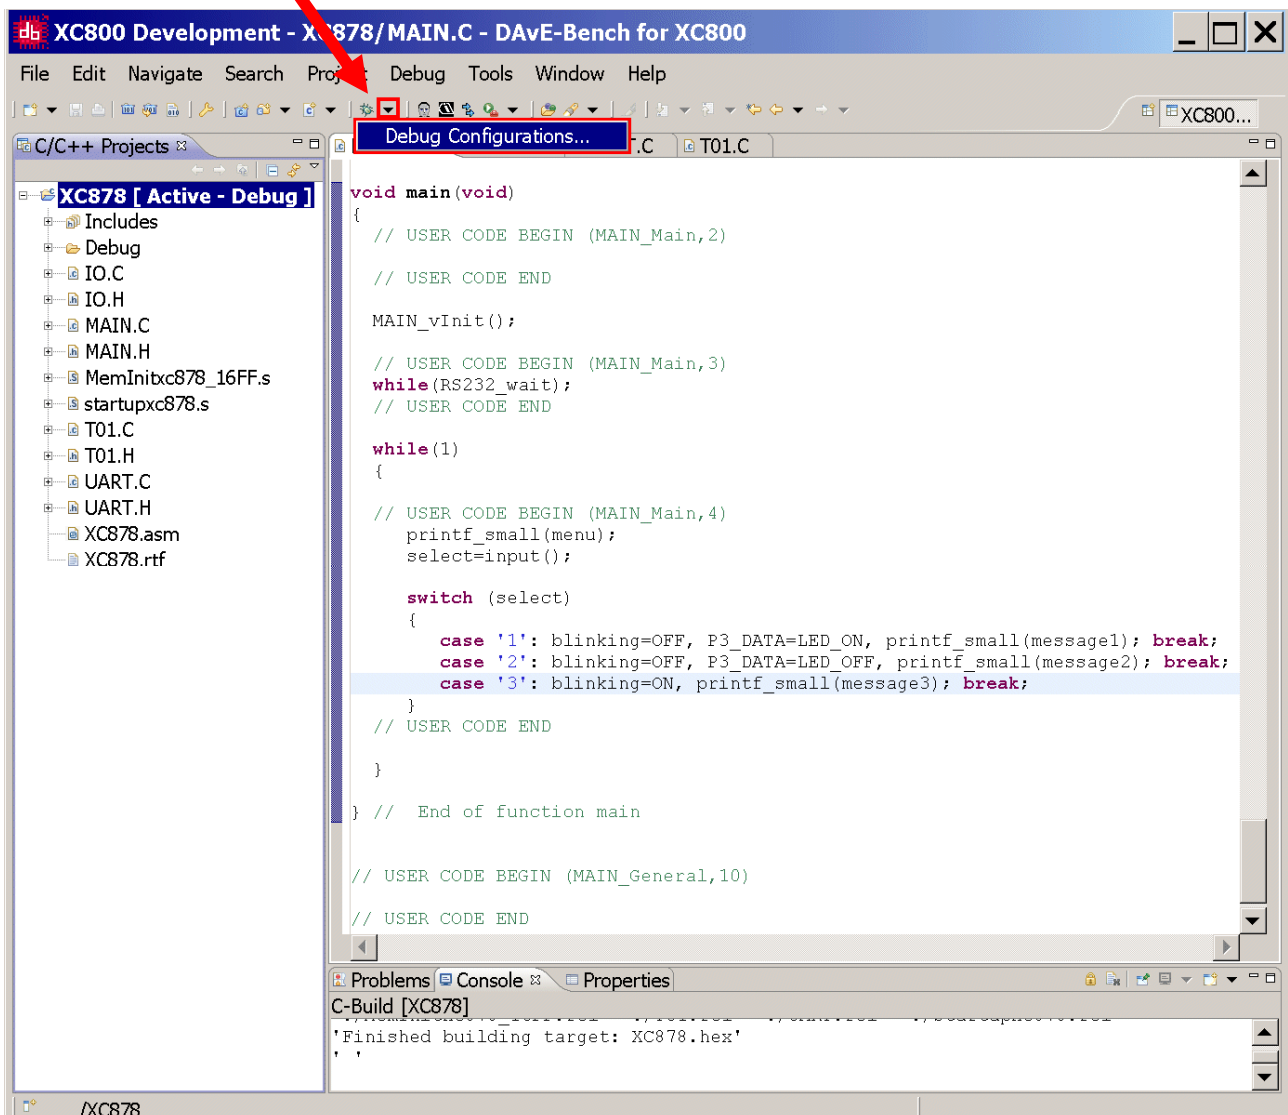 XC800 Development - XC878/MAIN.C - DAvE-Bench for XC800
File Edit Navigate Search Project Debug Tools Window Help
XC800...
Debug Configurations...
C/C++ Projects
.C T01.C
XC878 [ Active - Debug ]
Includes
Debug
IO.C
IO.H
MAIN.C
MAIN.H
MemInitxc878_16FF.s
startupxc878.s
T01.C
T01.H
UART.C
UART.H
XC878.asm
XC878.rtf
void main(void)
{
// USER CODE BEGIN (MAIN_Main,2)
// USER CODE END
MAIN_vInit();
// USER CODE BEGIN (MAIN_Main,3)
while(RS232_wait);
// USER CODE END
while(1)
{
// USER CODE BEGIN (MAIN_Main,4)
printf_small(menu);
select=input();
switch (select)
{
case '1': blinking=OFF, P3_DATA=LED_ON, printf_small(message1); break;
case '2': blinking=OFF, P3_DATA=LED_OFF, printf_small(message2); break;
case '3': blinking=ON, printf_small(message3); break;
}
// USER CODE END
}
} // End of function main
// USER CODE BEGIN (MAIN_General,10)
// USER CODE END
Problems Console Properties
C-Build [XC878]
'Finished building target: XC878.hex'
' '
/XC878